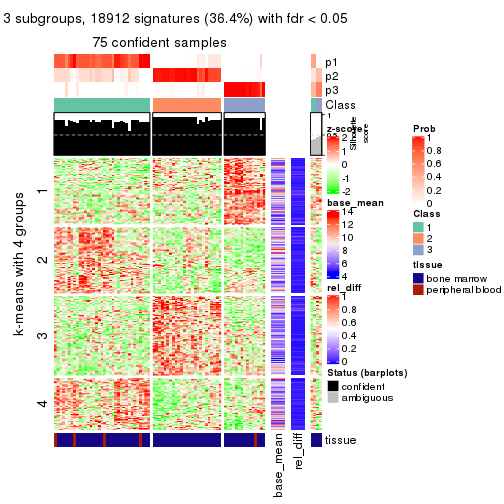 3 subgroups, 18912 signatures (36.4%) with fdr < 0.05
75 confident samples
p1
p2
p3
Class
1
0.5
0
Silhouette score
k-means with 4 groups
1
2
3
4
tissue
base_mean
rel_diff
z-score
2
1
0
-1
-2
base_mean
14
12
10
8
6
4
rel_diff
1
0.8
0.6
0.4
0.2
0
Status (barplots)
confident
ambiguous
Prob
1
0.8
0.6
0.4
0.2
0
Class
1
2
3
tissue
bone marrow
peripheral blood